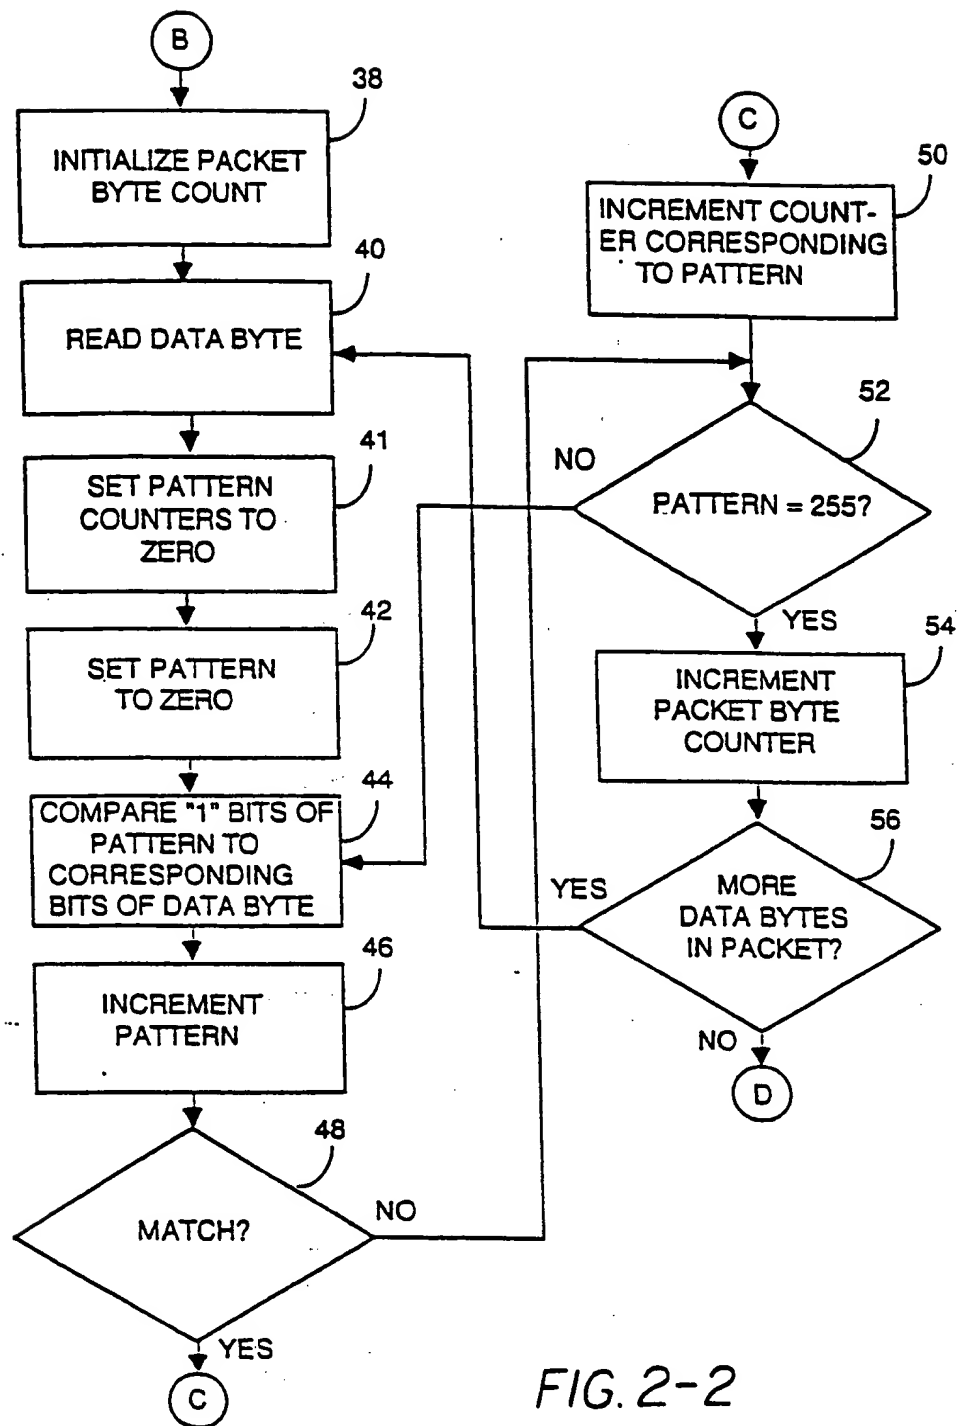 B
38
INITIALIZE PACKET
BYTE COUNT
40
READ DATA BYTE
41
SET PATTERN
COUNTERS TO
ZERO
42
SET PATTERN
TO ZERO
44
COMPARE "1" BITS OF
PATTERN TO
CORRESPONDING
BITS OF DATA BYTE
46
INCREMENT
PATTERN
48
MATCH?
NO
YES
C
C
50
INCREMENT COUNT-
ER CORRESPONDING
TO PATTERN
52
NO
PATTERN = 255?
YES
54
INCREMENT
PACKET BYTE
COUNTER
56
YES
MORE
DATA BYTES
IN PACKET?
NO
D
FIG. 2-2